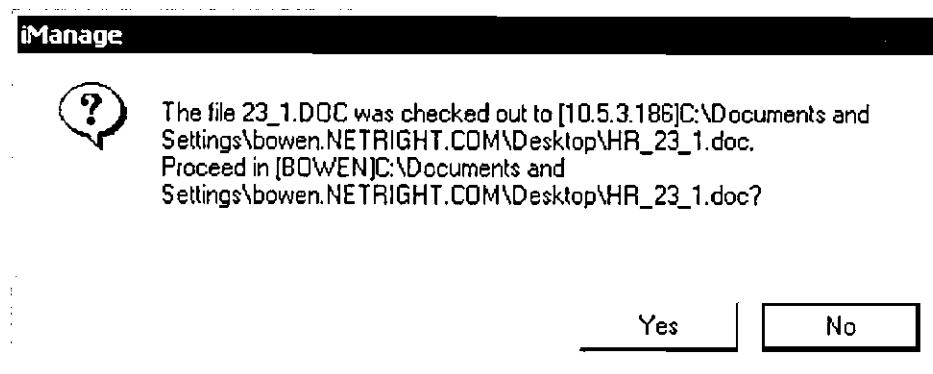 iManage
?
The file 23_1.DOC was checked out to [10.5.3.186]C:\Documents and
Settings\bowen.NETRIGHT.COM\Desktop\HR_23_1.doc.
Proceed in [BOWEN]C:\Documents and
Settings\bowen.NETRIGHT.COM\Desktop\HR_23_1.doc?
Yes No